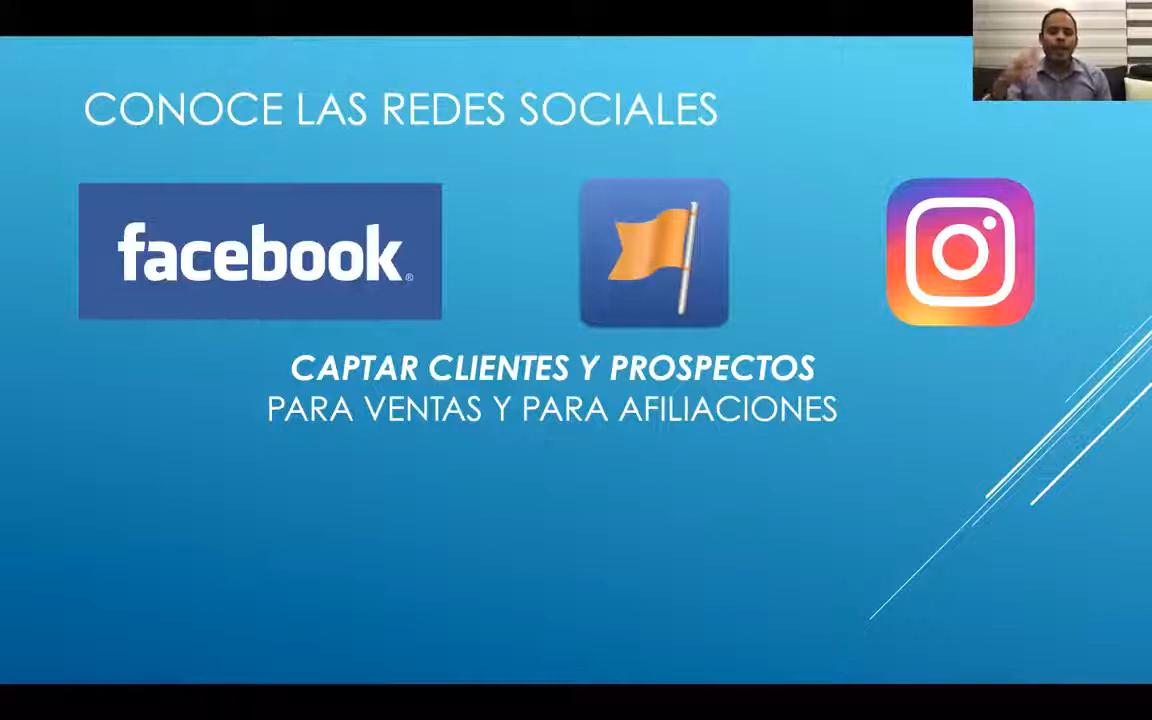 CONOCE LAS REDES SOCIALES
facebook®
CAPTAR CLIENTES Y PROSPECTOS
PARA VENTAS Y PARA AFILIACIONES